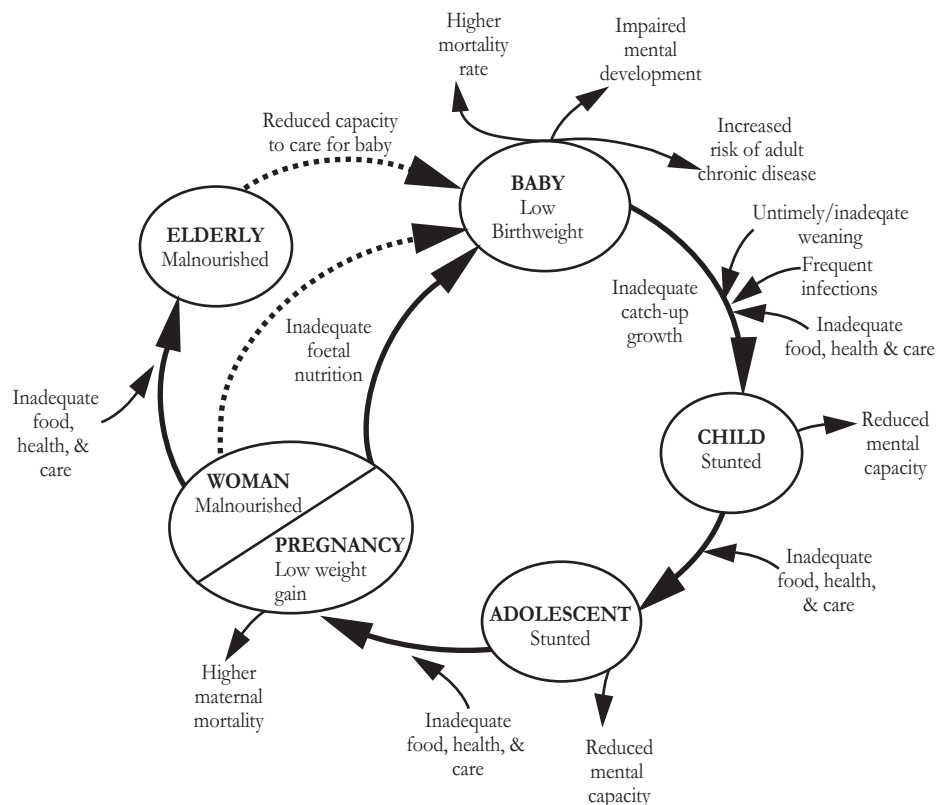 Higher
mortality
rate
Impaired
mental
development
Reduced capacity
to care for baby
Increased
risk of adult
chronic disease
BABY
Low
Birthweight
Untimely/inadeqate
weaning
ELDERLY
Malnourished
Frequent
infections
Inadequate
catch-up
growth
Inadequate
foetal
nutrition
Inadequate
food, health & care
Inadequate
food,
health, &
care
CHILD
Stunted
Reduced
mental
capacity
WOMAN
Malnourished
PREGNANCY
Low weight
gain
Inadequate
food, health,
& care
ADOLESCENT
Stunted
Higher
maternal
mortality
Inadequate
food, health, &
care
Reduced
mental
capacity